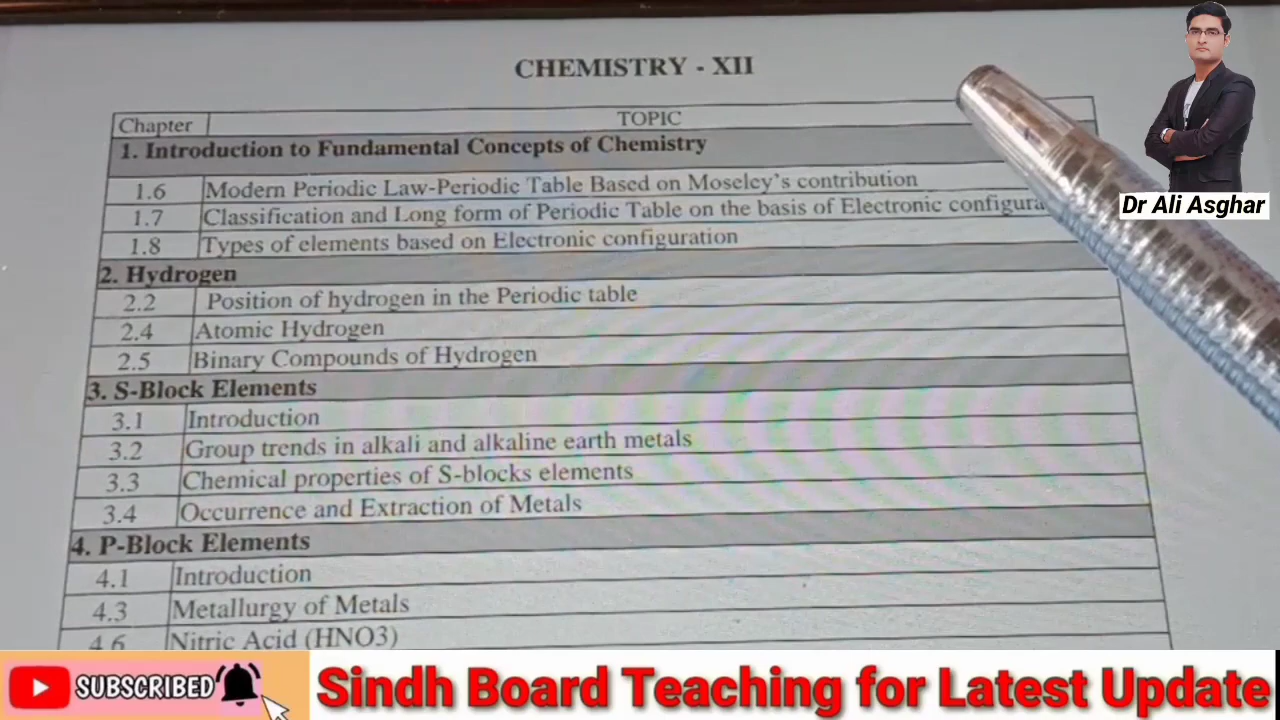 CHEMISTRY - XII
Chapter TOPIC
1. Introduction to Fundamental Concepts of Chemistry
1.6 Modern Periodic Law-Periodic Table Based on Moseley's contribution
1.7 Classification and Long form of Periodic Table on the basis of Electronic configura
1.8 Types of elements based on Electronic configuration
2. Hydrogen
2.2 Position of hydrogen in the Periodic table
2.4 Atomic Hydrogen
2.5 Binary Compounds of Hydrogen
3. S-Block Elements
3.1 Introduction
3.2 Group trends in alkali and alkaline earth metals
3.3 Chemical properties of S-blocks elements
3.4 Occurrence and Extraction of Metals
4. P-Block Elements
4.1 Introduction
4.3 Metallurgy of Metals
4.6 Nitric Acid (HNO3)
Dr Ali Asghar
SUBSCRIBED
Sindh Board Teaching for Latest Update